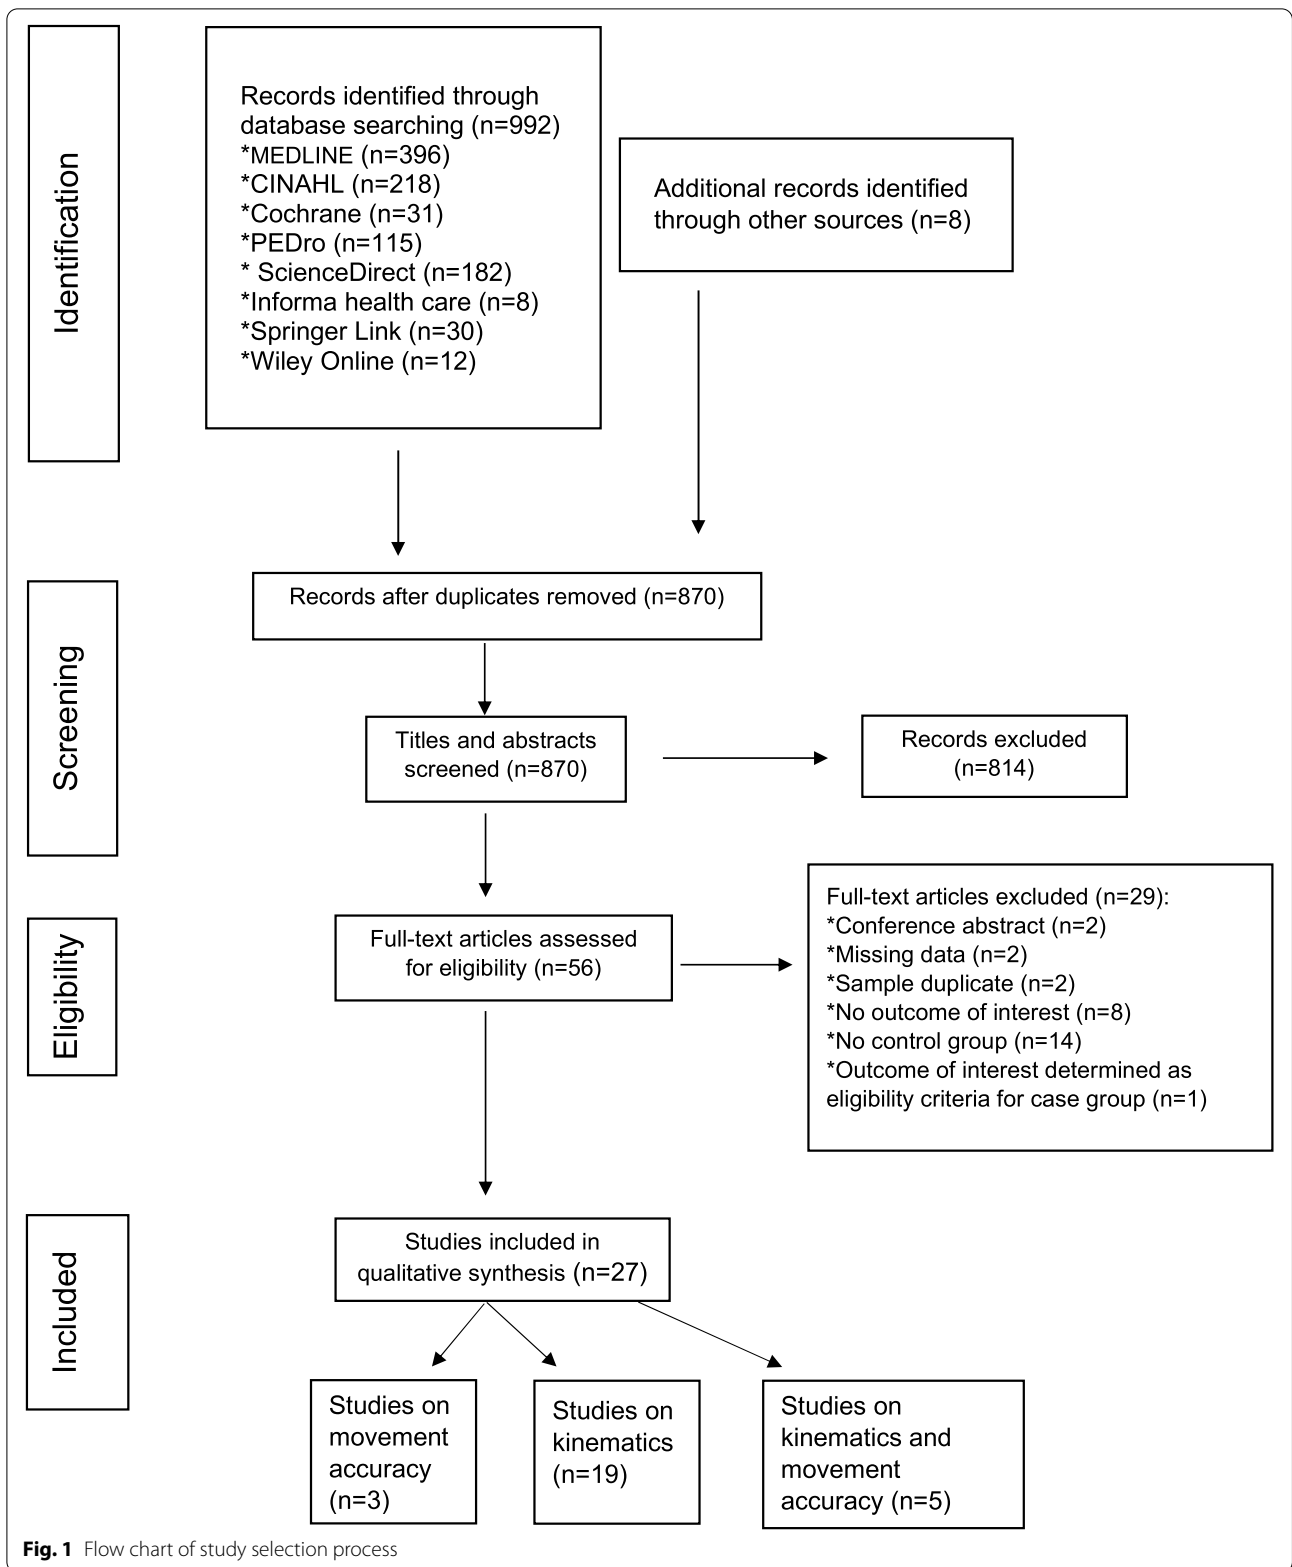 Identification
Records identified through
database searching (n=992)
*MEDLINE (n=396)
*CINAHL (n=218)
*Cochrane (n=31)
*PEDro (n=115)
* ScienceDirect (n=182)
*Informa health care (n=8)
*Springer Link (n=30)
*Wiley Online (n=12)
Additional records identified
through other sources (n=8)
Screening
Records after duplicates removed (n=870)
Titles and abstracts
screened (n=870)
Records excluded
(n=814)
Eligibility
Full-text articles assessed
for eligibility (n=56)
Full-text articles excluded (n=29):
*Conference abstract (n=2)
*Missing data (n=2)
*Sample duplicate (n=2)
*No outcome of interest (n=8)
*No control group (n=14)
*Outcome of interest determined as
eligibility criteria for case group (n=1)
Included
Studies included in
qualitative synthesis (n=27)
Studies on
movement
accuracy
(n=3)
Studies on
kinematics
(n=19)
Studies on
kinematics and
movement
accuracy (n=5)
Fig. 1 Flow chart of study selection process